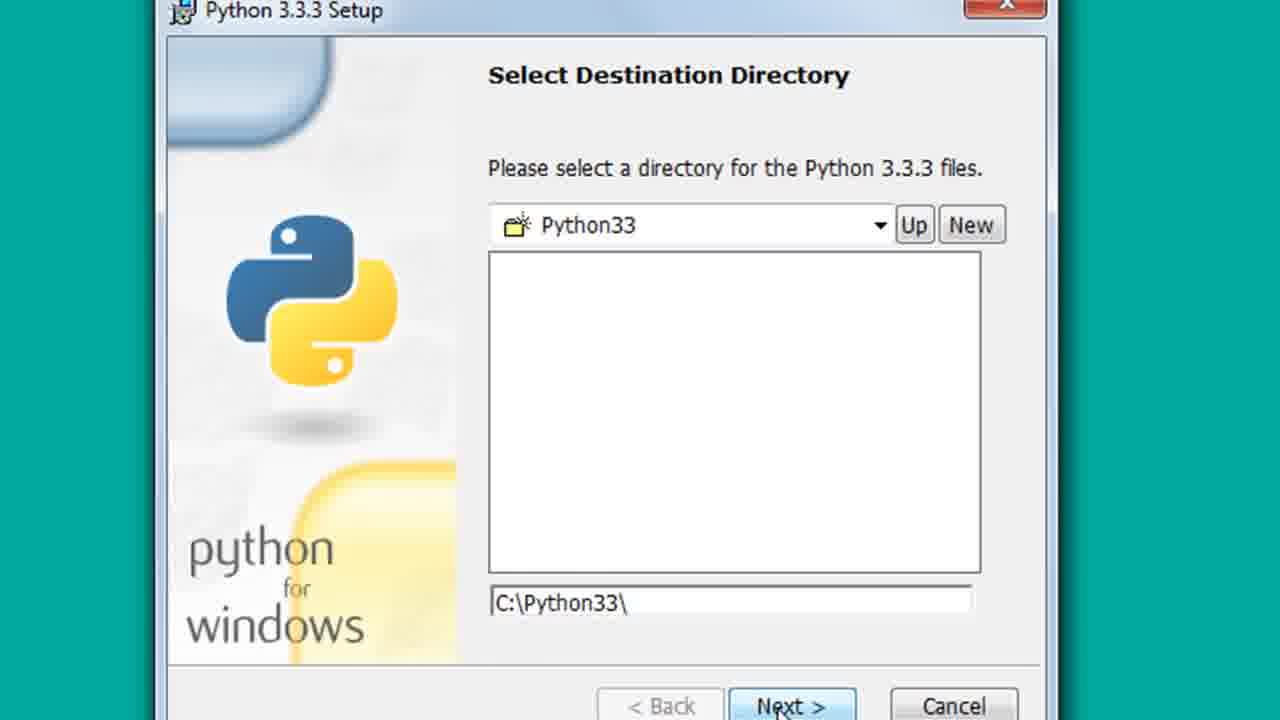 Python 3.3.3 Setup
Select Destination Directory
Please select a directory for the Python 3.3.3 files.
Python33
Up
New
C:\Python33\
python
for
windows
< Back
Next >
Cancel